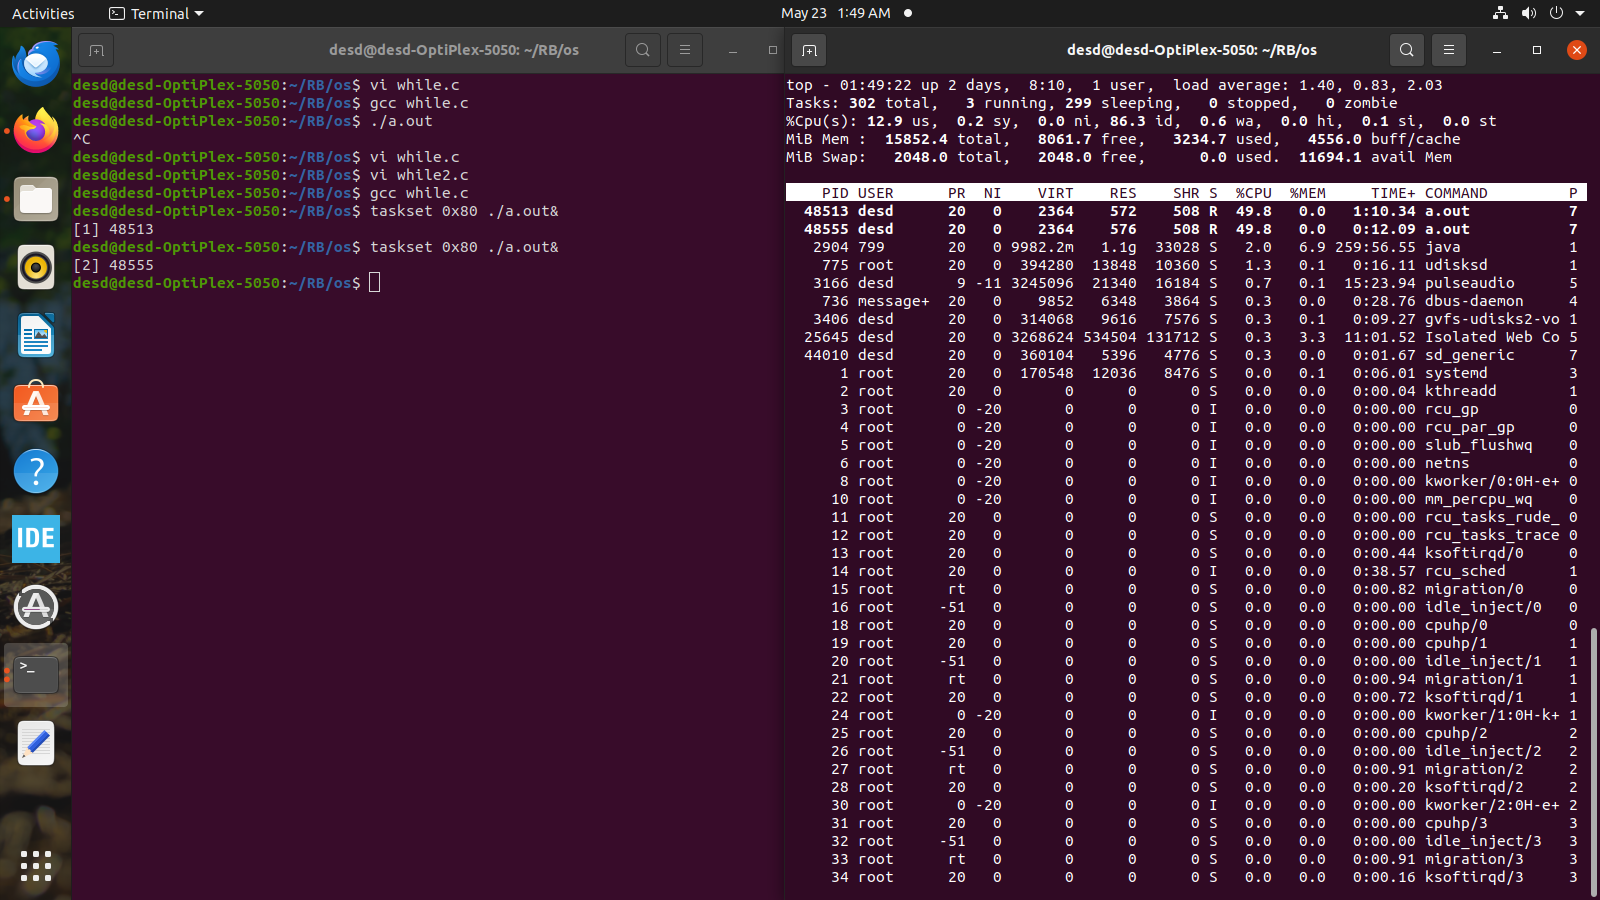 Activities
Terminal
May 23 1:49 AM
desd@desd-OptiPlex-5050: ~/RB/os
desd@desd-OptiPlex-5050:~/RB/os$ vi while.c
desd@desd-OptiPlex-5050:~/RB/os$ gcc while.c
desd@desd-OptiPlex-5050:~/RB/os$ ./a.out
^C
desd@desd-OptiPlex-5050:~/RB/os$ vi while.c
desd@desd-OptiPlex-5050:~/RB/os$ vi while2.c
desd@desd-OptiPlex-5050:~/RB/os$ gcc while.c
desd@desd-OptiPlex-5050:~/RB/os$ taskset 0x80 ./a.out&
[1] 48513
desd@desd-OptiPlex-5050:~/RB/os$ taskset 0x80 ./a.out&
[2] 48555
desd@desd-OptiPlex-5050:~/RB/os$
IDE
>_
desd@desd-OptiPlex-5050: ~/RB/os
top - 01:49:22 up 2 days, 8:10, 1 user, load average: 1.40, 0.83, 2.03
Tasks: 302 total, 3 running, 299 sleeping, 0 stopped, 0 zombie
%Cpu(s): 12.9 us, 0.2 sy, 0.0 ni, 86.3 id, 0.6 wa, 0.0 hi, 0.1 si, 0.0 st
MiB Mem : 15852.4 total, 8061.7 free, 3234.7 used, 4556.0 buff/cache
MiB Swap: 2048.0 total, 2048.0 free, 0.0 used. 11694.1 avail Mem
PID USER PR NI VIRT RES SHR S %CPU %MEM TIME+ COMMAND P
48513 desd 20 0 2364 572 508 R 49.8 0.0 1:10.34 a.out 7
48555 desd 20 0 2364 576 508 R 49.8 0.0 0:12.09 a.out 7
2904 799 20 0 9982.2m 1.1g 33028 S 2.0 6.9 259:56.55 java 1
775 root 20 0 394280 13848 10360 S 1.3 0.1 0:16.11 udisksd 1
3166 desd 9 -11 3245096 21340 16184 S 0.7 0.1 15:23.94 pulseaudio 5
736 message+ 20 0 9852 6348 3864 S 0.3 0.0 0:28.76 dbus-daemon 4
3406 desd 20 0 314068 9616 7576 S 0.3 0.1 0:09.27 gvfs-udisks2-vo 1
25645 desd 20 0 3268624 534504 131712 S 0.3 3.3 11:01.52 Isolated Web Co 5
44010 desd 20 0 360104 5396 4776 S 0.3 0.0 0:01.67 sd_generic 7
1 root 20 0 170548 12036 8476 S 0.0 0.1 0:06.01 systemd 3
2 root 20 0 0 0 0 S 0.0 0.0 0:00.04 kthreadd 1
3 root 0 -20 0 0 0 I 0.0 0.0 0:00.00 rcu_gp 0
4 root 0 -20 0 0 0 I 0.0 0.0 0:00.00 rcu_par_gp 0
5 root 0 -20 0 0 0 I 0.0 0.0 0:00.00 slub_flushwq 0
6 root 0 -20 0 0 0 I 0.0 0.0 0:00.00 netns 0
8 root 0 -20 0 0 0 I 0.0 0.0 0:00.00 kworker/0:0H-e+ 0
10 root 0 -20 0 0 0 I 0.0 0.0 0:00.00 mm_percpu_wq 0
11 root 20 0 0 0 0 S 0.0 0.0 0:00.00 rcu_tasks_rude_ 0
12 root 20 0 0 0 0 S 0.0 0.0 0:00.00 rcu_tasks_trace 0
13 root 20 0 0 0 0 S 0.0 0.0 0:00.44 ksoftirqd/0 0
14 root 20 0 0 0 0 I 0.0 0.0 0:38.57 rcu_sched 1
15 root rt 0 0 0 0 S 0.0 0.0 0:00.82 migration/0 0
16 root -51 0 0 0 0 S 0.0 0.0 0:00.00 idle_inject/0 0
18 root 20 0 0 0 0 S 0.0 0.0 0:00.00 cpuhp/0 0
19 root 20 0 0 0 0 S 0.0 0.0 0:00.00 cpuhp/1 1
20 root -51 0 0 0 0 S 0.0 0.0 0:00.00 idle_inject/1 1
21 root rt 0 0 0 0 S 0.0 0.0 0:00.94 migration/1 1
22 root 20 0 0 0 0 S 0.0 0.0 0:00.72 ksoftirqd/1 1
24 root 0 -20 0 0 0 I 0.0 0.0 0:00.00 kworker/1:0H-k+ 1
25 root 20 0 0 0 0 S 0.0 0.0 0:00.00 cpuhp/2 2
26 root -51 0 0 0 0 S 0.0 0.0 0:00.00 idle_inject/2 2
27 root rt 0 0 0 0 S 0.0 0.0 0:00.91 migration/2 2
28 root 20 0 0 0 0 S 0.0 0.0 0:00.20 ksoftirqd/2 2
30 root 0 -20 0 0 0 I 0.0 0.0 0:00.00 kworker/2:0H-e+ 2
31 root 20 0 0 0 0 S 0.0 0.0 0:00.00 cpuhp/3 3
32 root -51 0 0 0 0 S 0.0 0.0 0:00.00 idle_inject/3 3
33 root rt 0 0 0 0 S 0.0 0.0 0:00.91 migration/3 3
34 root 20 0 0 0 0 S 0.0 0.0 0:00.16 ksoftirqd/3 3